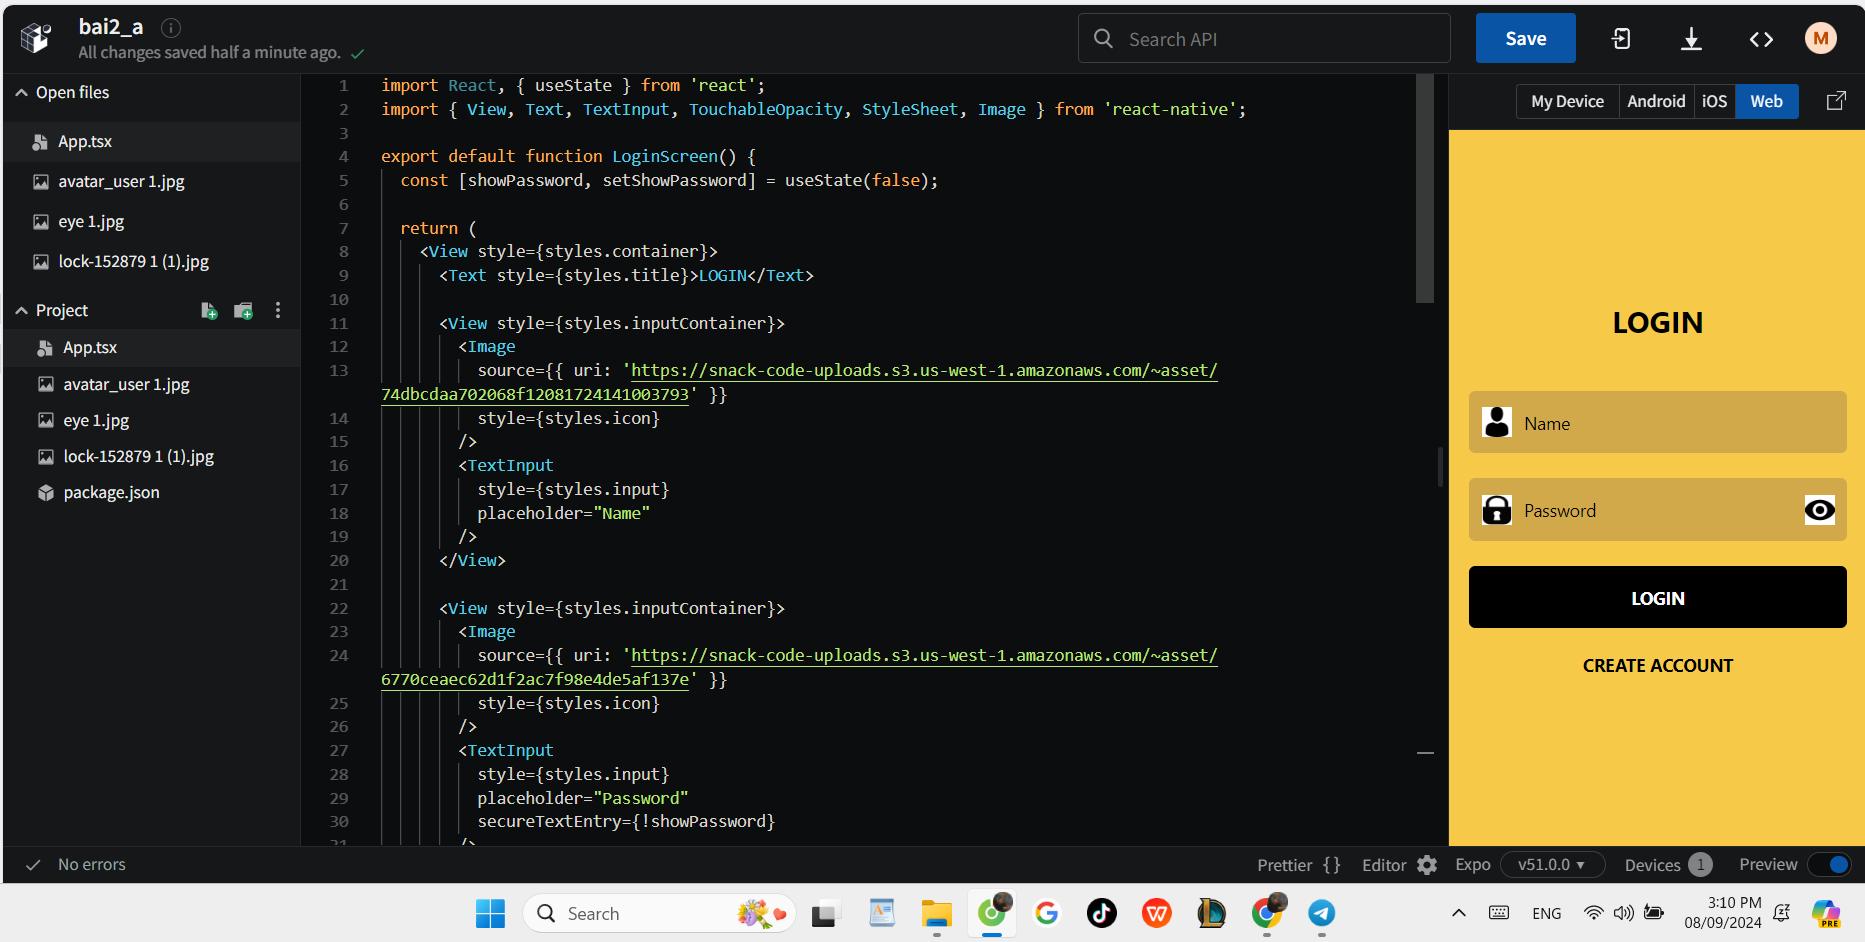 bai2_a
All changes saved half a minute ago.
Search API
Save
M
Open files
App.tsx
avatar_user 1.jpg
eye 1.jpg
lock-152879 1 (1).jpg
Project
App.tsx
avatar_user 1.jpg
eye 1.jpg
lock-152879 1 (1).jpg
package.json
1 import React, { useState } from 'react';
2 import { View, Text, TextInput, TouchableOpacity, StyleSheet, Image } from 'react-native';
3
4 export default function LoginScreen() {
5 const [showPassword, setShowPassword] = useState(false);
6
7 return (
8 <View style={styles.container}>
9 <Text style={styles.title}>LOGIN</Text>
10
11 <View style={styles.inputContainer}>
12 <Image
13 source={{ uri: 'https://snack-code-uploads.s3.us-west-1.amazonaws.com/~asset/
74dbcdaa702068f12081724141003793' }}
14 style={styles.icon}
15 />
16 <TextInput
17 style={styles.input}
18 placeholder="Name"
19 />
20 </View>
21
22 <View style={styles.inputContainer}>
23 <Image
24 source={{ uri: 'https://snack-code-uploads.s3.us-west-1.amazonaws.com/~asset/
6770ceaec62d1f2ac7f98e4de5af137e' }}
25 style={styles.icon}
26 />
27 <TextInput
28 style={styles.input}
29 placeholder="Password"
30 secureTextEntry={!showPassword}
31 />
My Device
Android
iOS
Web
LOGIN
Name
Password
LOGIN
CREATE ACCOUNT
No errors
Prettier {}
Editor
Expo
v51.0.0
Devices 1
Preview
Search
ENG
3:10 PM
08/09/2024
PRE